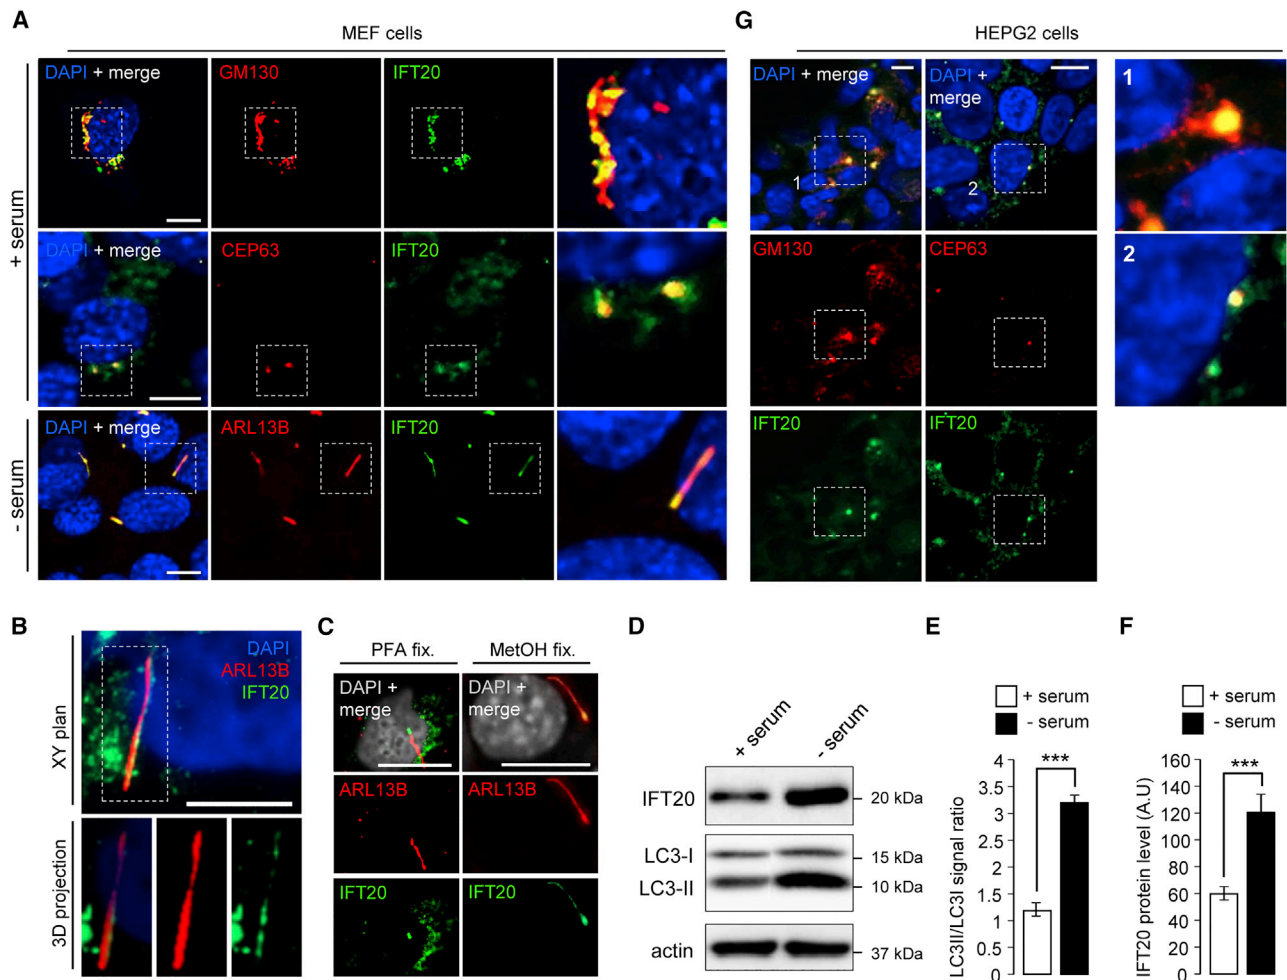 A
MEF cells
+ serum
DAPI + merge
GM130
IFT20
DAPI + merge
CEP63
IFT20
- serum
DAPI + merge
ARL13B
IFT20
G
HEPG2 cells
DAPI + merge
DAPI +
merge
1
2
1
GM130
CEP63
2
IFT20
IFT20
B
XY plan
DAPI
ARL13B
IFT20
3D projection
C
PFA fix.
MetOH fix.
DAPI +
merge
DAPI +
merge
ARL13B
ARL13B
IFT20
IFT20
D
+ serum
- serum
IFT20
20 kDa
LC3-I
15 kDa
LC3-II
10 kDa
actin
37 kDa
E
+ serum
- serum
LC3II/LC3I signal ratio
4
3.5
3
2.5
2
1.5
1
0.5
0
***
F
+ serum
- serum
IFT20 protein level (A.U)
160
140
120
100
80
60
40
20
0
***